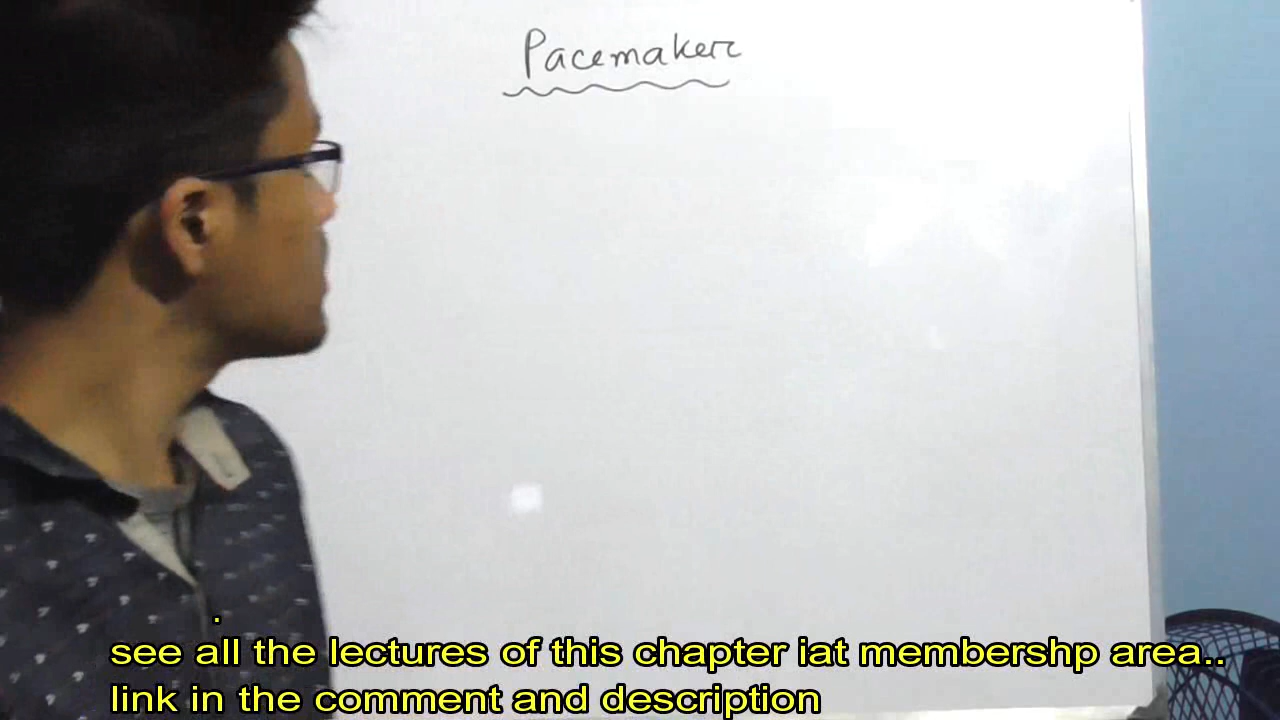 Pacemaker
.
see all the lectures of this chapter iat membershp area..
link in the comment and description